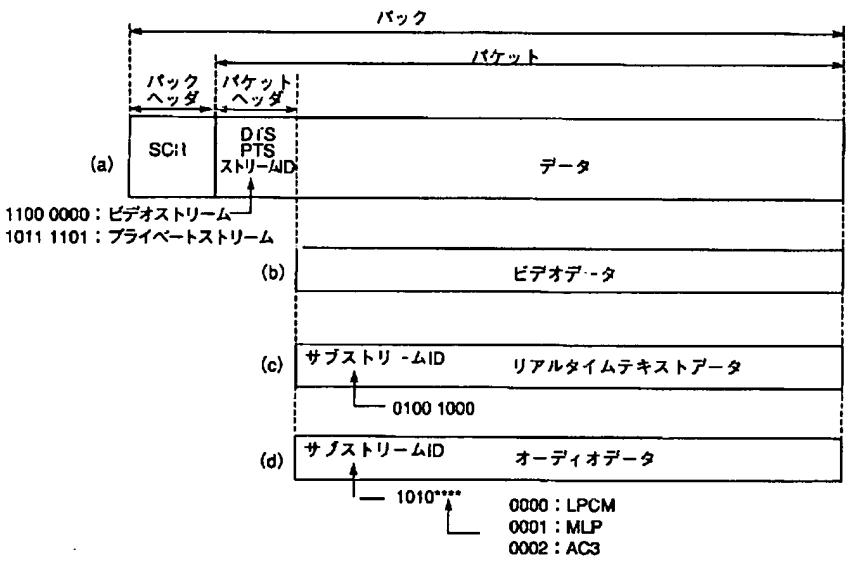 パック
パケット
パック
ヘッダ
パケット
ヘッダ
(a)
SCR
DTS
PTS
ストリームID
データ
1100 0000：ビデオストリーム
1011 1101：プライベートストリーム
(b)
ビデオデータ
(c)
サブストリームID
リアルタイムテキストデータ
0100 1000
(d)
サブストリームID
オーディオデータ
1010****
0000：LPCM
0001：MLP
0002：AC3